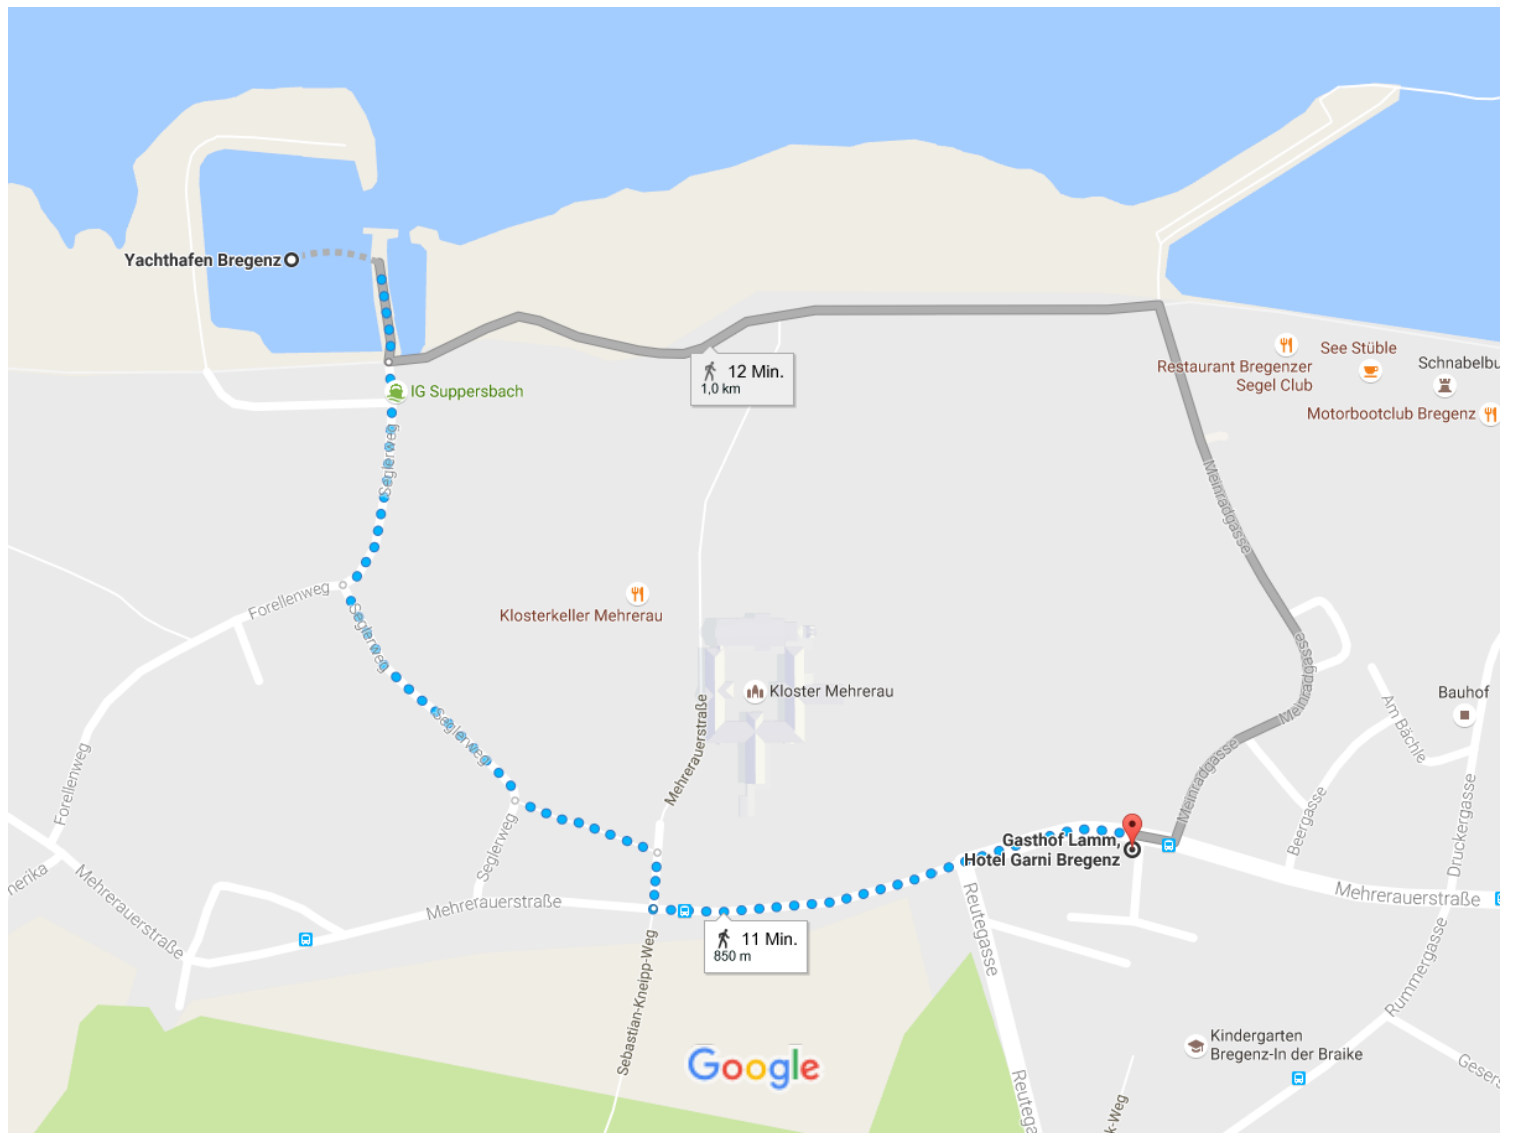 Yachthafen Bregenz
IG Suppersbach
12 Min.
1,0 km
Restaurant Bregenzer
Segel Club
See Stüble
Schnabelbu
Motorbootclub Bregenz
Seglerweg
Meinradgasse
Forellenweg
Seglerweg
Klosterkeller Mehrerau
Kloster Mehrerau
Meinradgasse
Bauhof
Am Bächle
Seglerweg
Mehrerauerstraße
Forellenweg
Meinradgasse
Beergasse
Druckergasse
Seglerweg
Gasthof Lamm,
Hotel Garni Bregenz
merika
Mehrerauerstraße
Mehrerauerstraße
Mehrerauerstraße
Reutegasse
11 Min.
850 m
Rummergasse
Sebastian-Kneipp-Weg
Google
Kindergarten
Bregenz-In der Braike
Gesers
Reutega
k-Weg